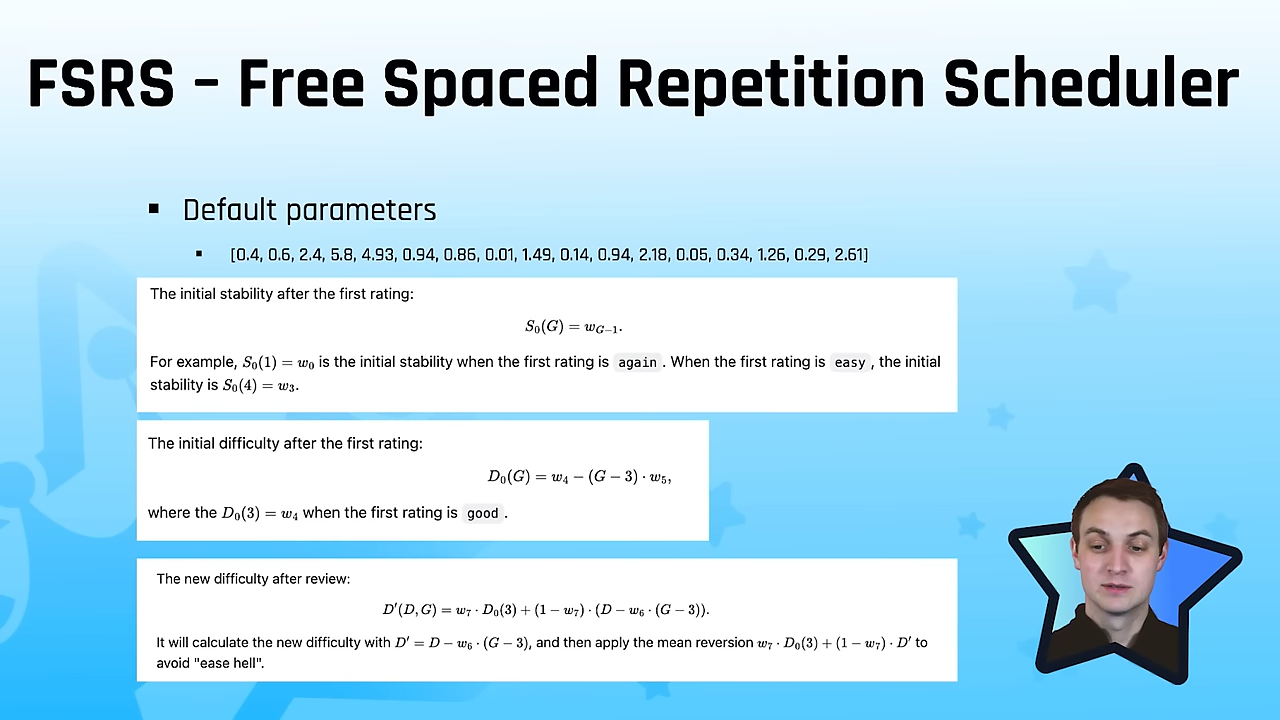 FSRS – Free Spaced Repetition Scheduler
▪ Default parameters
▪ [0.4, 0.6, 2.4, 5.8, 4.93, 0.94, 0.86, 0.01, 1.49, 0.14, 0.94, 2.18, 0.05, 0.34, 1.26, 0.29, 2.61]
The initial stability after the first rating:
S₀(G) = w_{G−1}.
For example, S₀(1) = w₀ is the initial stability when the first rating is again . When the first rating is easy , the initial
stability is S₀(4) = w₃.
The initial difficulty after the first rating:
D₀(G) = w₄ − (G − 3) · w₅,
where the D₀(3) = w₄ when the first rating is good .
The new difficulty after review:
D′(D, G) = w₇ · D₀(3) + (1 − w₇) · (D − w₆ · (G − 3)).
It will calculate the new difficulty with D′ = D − w₆ · (G − 3), and then apply the mean reversion w₇ · D₀(3) + (1 − w₇) · D′ to
avoid "ease hell".